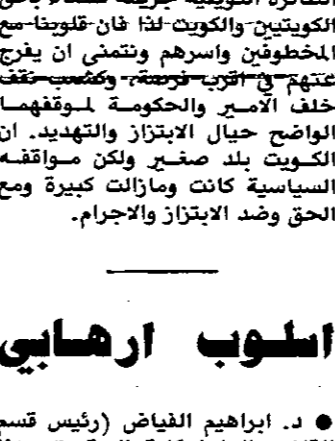 الكويتيين والكويت لذا فان قلوبنا مع
المخطوفين واسرهم ونتمنى ان يفرج
عنهم في اقرب فرصة، وكشعب نقف
خلف الامير والحكومة لموقفهما
الواضح حيال الابتزاز والتهديد. ان
الكويت بلد صغير ولكن مواقفه
السياسية كانت ومازالت كبيرة ومع
الحق وضد الابتزاز والاجرام.
اسلوب ارهابي
● د. ابراهيم الفياض (رئيس قسم